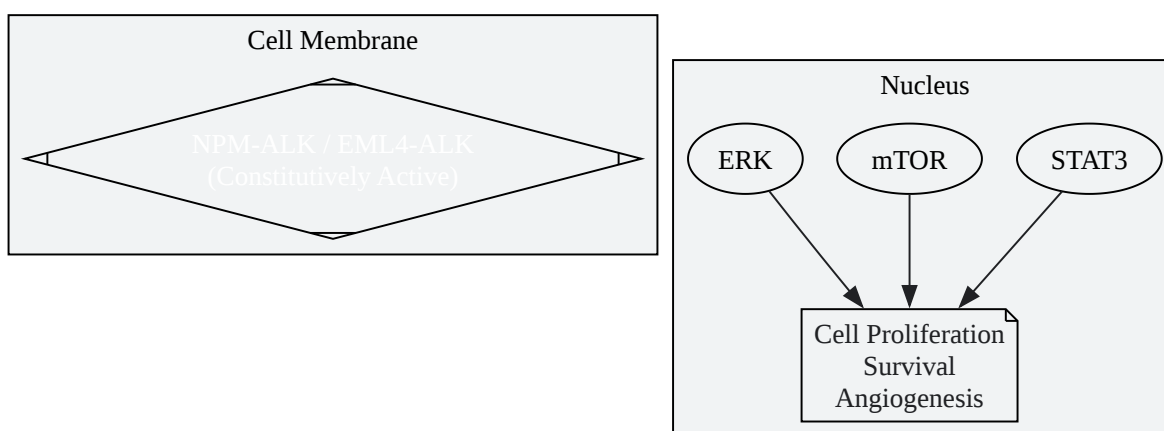 Cell Membrane
NPM-ALK / EML4-ALK
(Constitutively Active)
Nucleus
ERK
mTOR
STAT3
Cell Proliferation
Survival
Angiogenesis